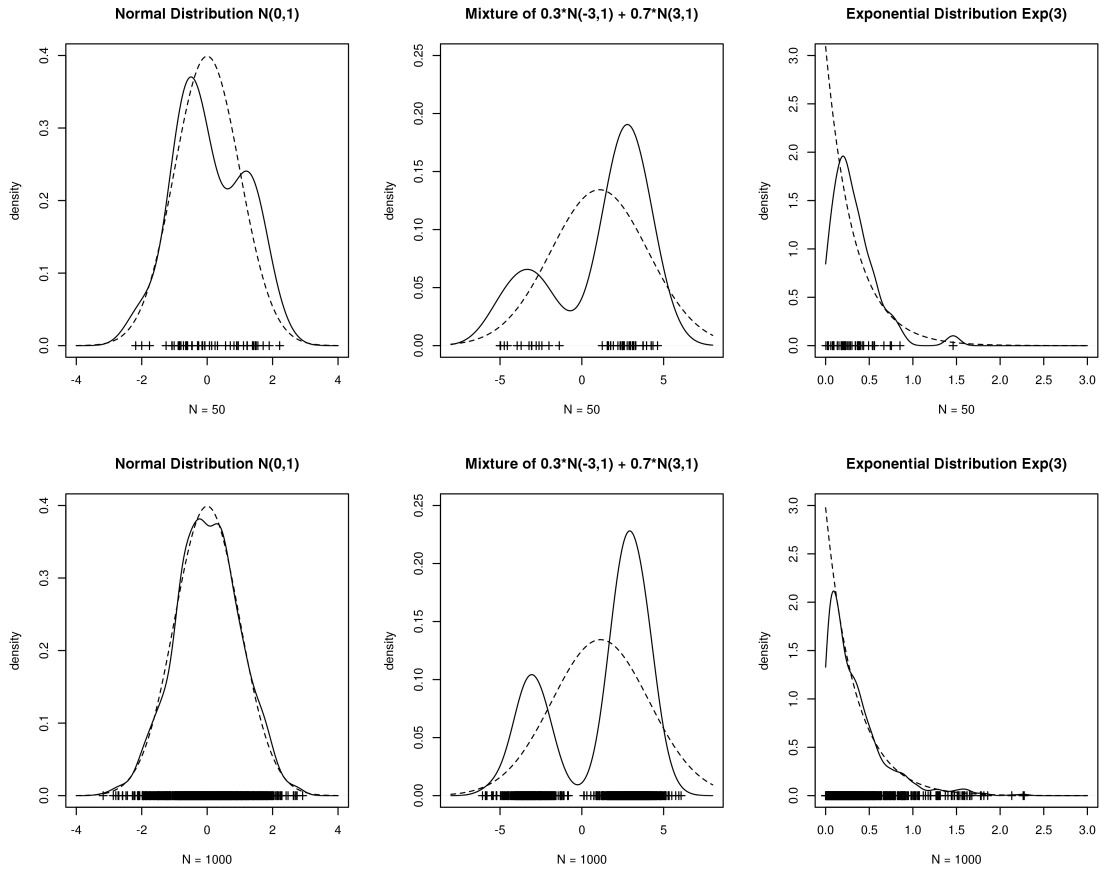 Normal Distribution N(0,1)
density
0.0 0.1 0.2 0.3 0.4
-4 -2 0 2 4
N = 50
Mixture of 0.3*N(-3,1) + 0.7*N(3,1)
density
0.00 0.05 0.10 0.15 0.20 0.25
-5 0 5
N = 50
Exponential Distribution Exp(3)
density
0.0 0.5 1.0 1.5 2.0 2.5 3.0
0.0 0.5 1.0 1.5 2.0 2.5 3.0
N = 50
Normal Distribution N(0,1)
density
0.0 0.1 0.2 0.3 0.4
-4 -2 0 2 4
N = 1000
Mixture of 0.3*N(-3,1) + 0.7*N(3,1)
density
0.00 0.05 0.10 0.15 0.20 0.25
-5 0 5
N = 1000
Exponential Distribution Exp(3)
density
0.0 0.5 1.0 1.5 2.0 2.5 3.0
0.0 0.5 1.0 1.5 2.0 2.5 3.0
N = 1000